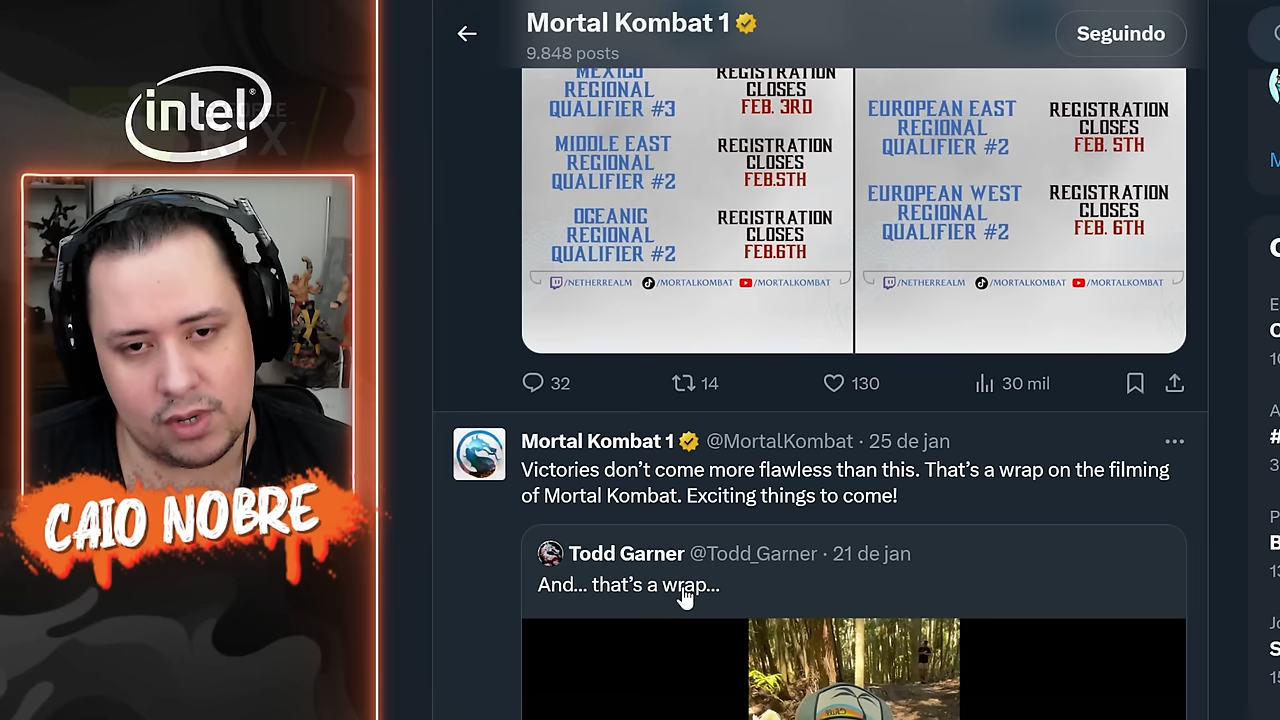 intel
CAIO NOBRE
Mortal Kombat 1
9.848 posts
Seguindo
MEXICO
REGIONAL
QUALIFIER #3
REGISTRATION
CLOSES
FEB. 3RD
MIDDLE EAST
REGIONAL
QUALIFIER #2
REGISTRATION
CLOSES
FEB.5TH
OCEANIC
REGIONAL
QUALIFIER #2
REGISTRATION
CLOSES
FEB.6TH
/NETHERREALM /MORTALKOMBAT /MORTALKOMBAT
EUROPEAN EAST
REGIONAL
QUALIFIER #2
REGISTRATION
CLOSES
FEB. 5TH
EUROPEAN WEST
REGIONAL
QUALIFIER #2
REGISTRATION
CLOSES
FEB. 6TH
/NETHERREALM /MORTALKOMBAT /MORTALKOMBAT
32 14 130 30 mil
Mortal Kombat 1 @MortalKombat · 25 de jan
Victories don't come more flawless than this. That's a wrap on the filming
of Mortal Kombat. Exciting things to come!
Todd Garner @Todd_Garner · 21 de jan
And... that's a wrap...